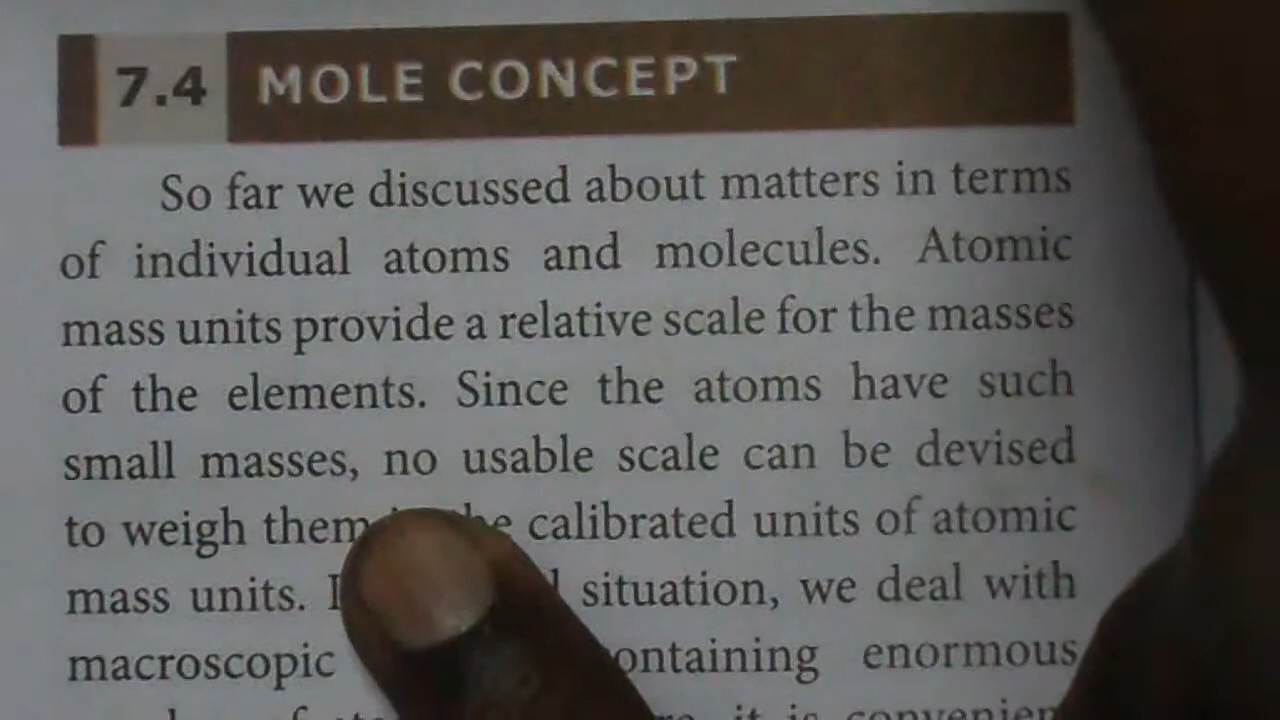 7.4 MOLE CONCEPT
So far we discussed about matters in terms
of individual atoms and molecules. Atomic
mass units provide a relative scale for the masses
of the elements. Since the atoms have such
small masses, no usable scale can be devised
to weigh them calibrated units of atomic
mass units. situation, we deal with
macroscopic enormous
it is